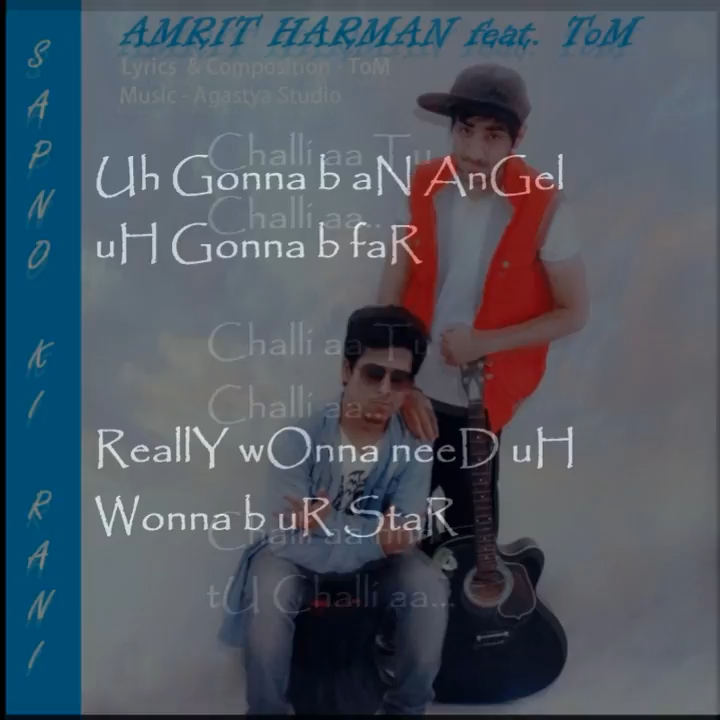 AMRIT HARMAN feat. ToM
Lyrics & Composition - ToM
Music - Agastya Studio
SAPNO KI RANI
Challi aa Tu
Uh Gonna b aN AnGel
Challi aa..
uH Gonna b faR
Challi aa Tu
Challi aa..
ReallY wOnna neeD uH
Wonna b uR StaR
Challi aa
tU Challi aa...